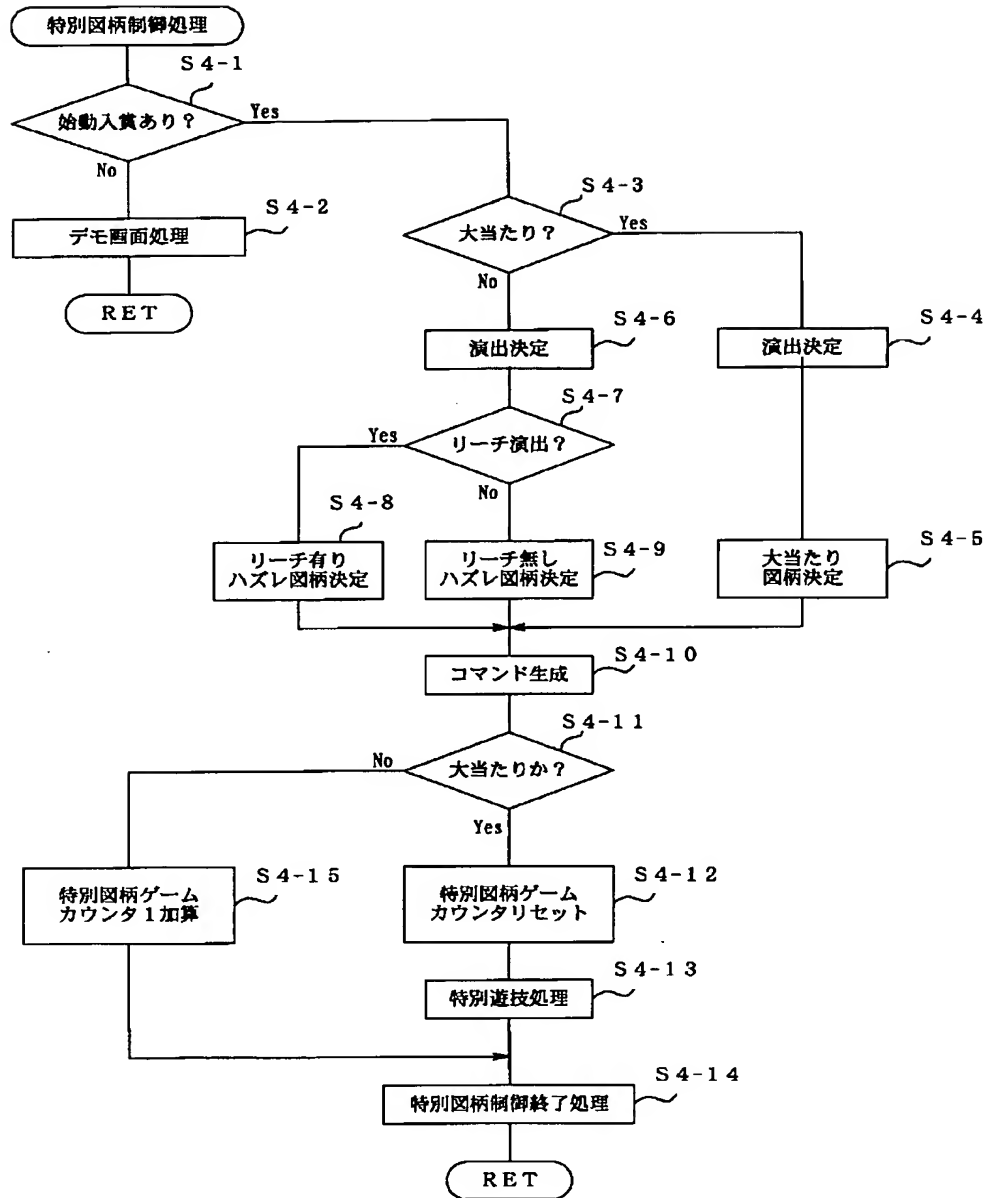 特別図柄制御処理
S4-1
始動入賞あり？
Yes
No
S4-2
デモ画面処理
RET
S4-3
大当たり？
Yes
No
S4-6
演出決定
S4-4
演出決定
S4-7
リーチ演出？
Yes
No
S4-8
リーチ有り
ハズレ図柄決定
S4-9
リーチ無し
ハズレ図柄決定
S4-5
大当たり
図柄決定
S4-10
コマンド生成
S4-11
大当たりか？
No
Yes
S4-15
特別図柄ゲーム
カウンタ１加算
S4-12
特別図柄ゲーム
カウンタリセット
S4-13
特別遊技処理
S4-14
特別図柄制御終了処理
RET